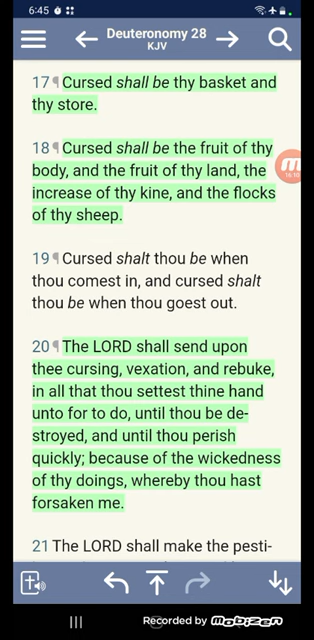 6:45
Deuteronomy 28
KJV
17 ¶ Cursed shall be thy basket and
thy store.
18 ¶ Cursed shall be the fruit of thy
body, and the fruit of thy land, the
increase of thy kine, and the flocks
of thy sheep.
19 ¶ Cursed shalt thou be when
thou comest in, and cursed shalt
thou be when thou goest out.
20 ¶ The LORD shall send upon
thee cursing, vexation, and rebuke,
in all that thou settest thine hand
unto for to do, until thou be de-
stroyed, and until thou perish
quickly; because of the wickedness
of thy doings, whereby thou hast
forsaken me.
21 The LORD shall make the pesti-
Recorded by Mobizen